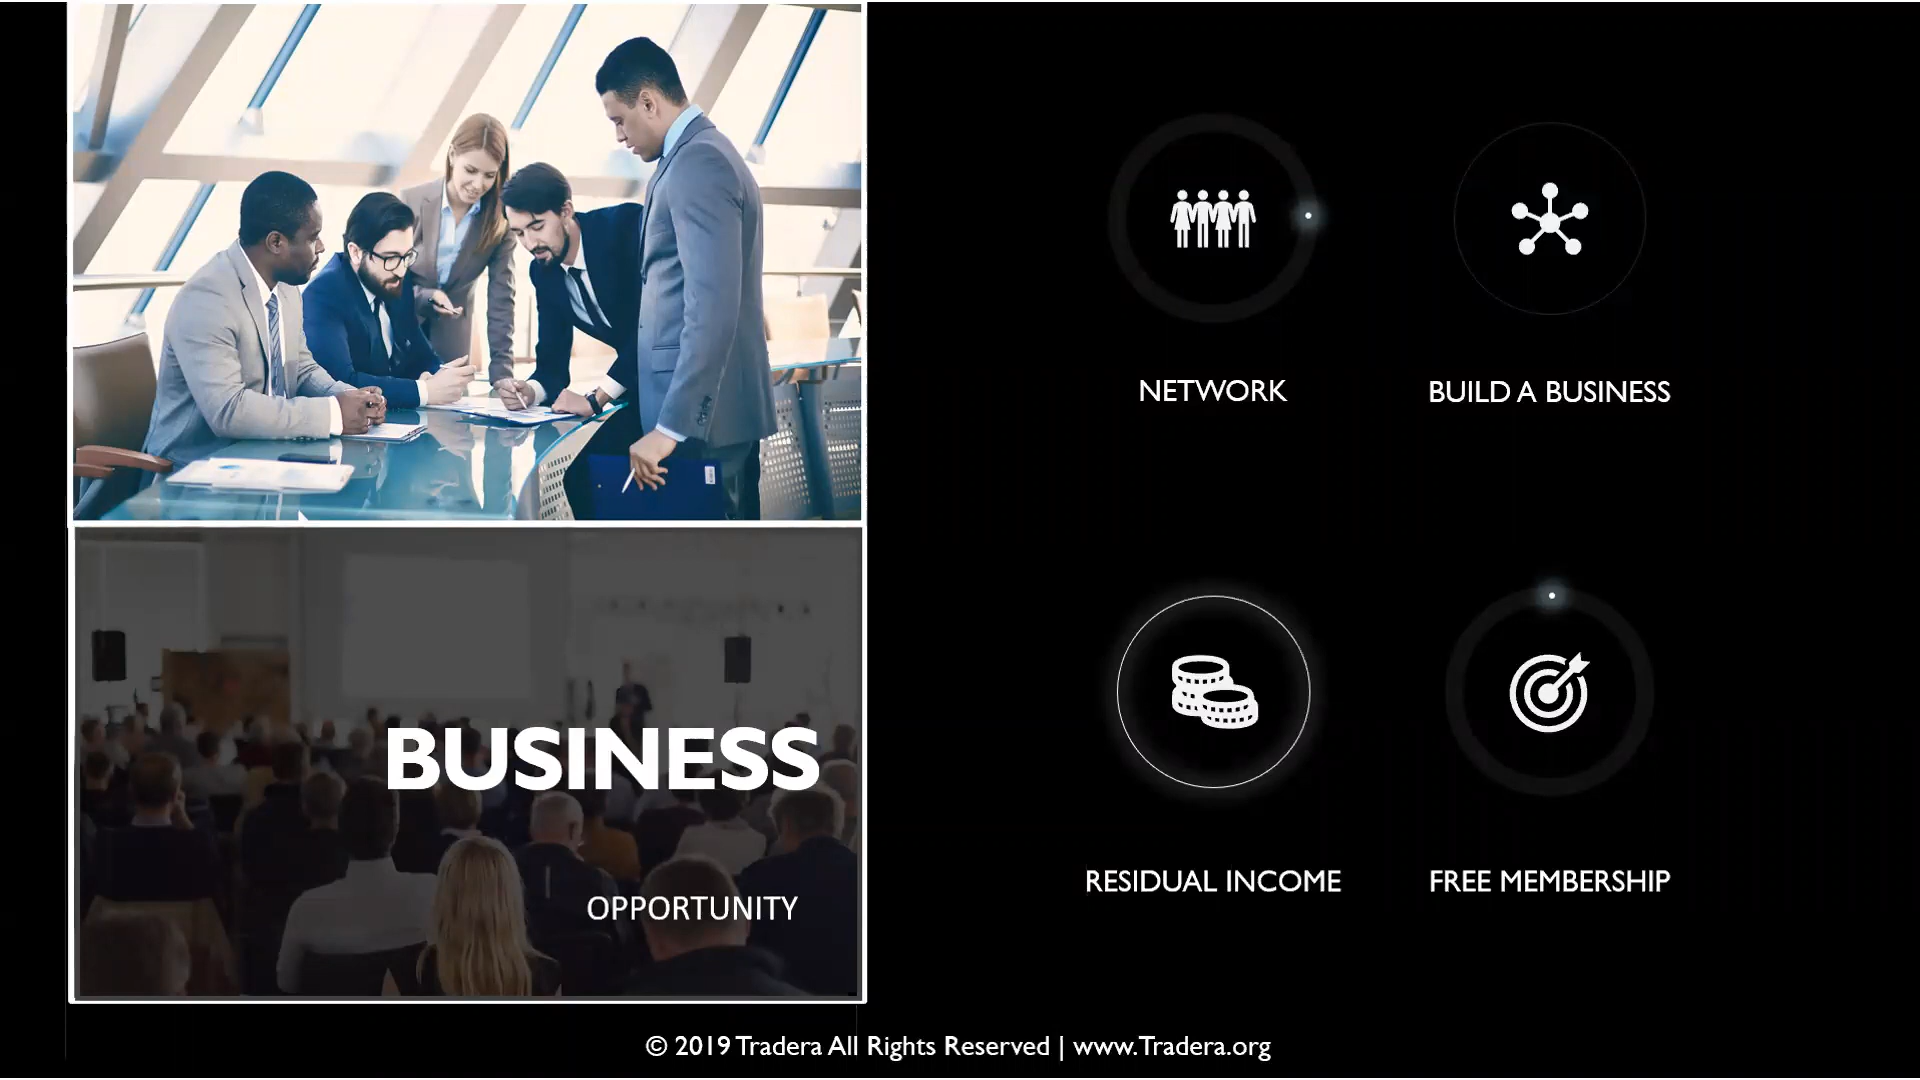 NETWORK
BUILD A BUSINESS
BUSINESS
OPPORTUNITY
RESIDUAL INCOME
FREE MEMBERSHIP
© 2019 Tradera All Rights Reserved | www.Tradera.org